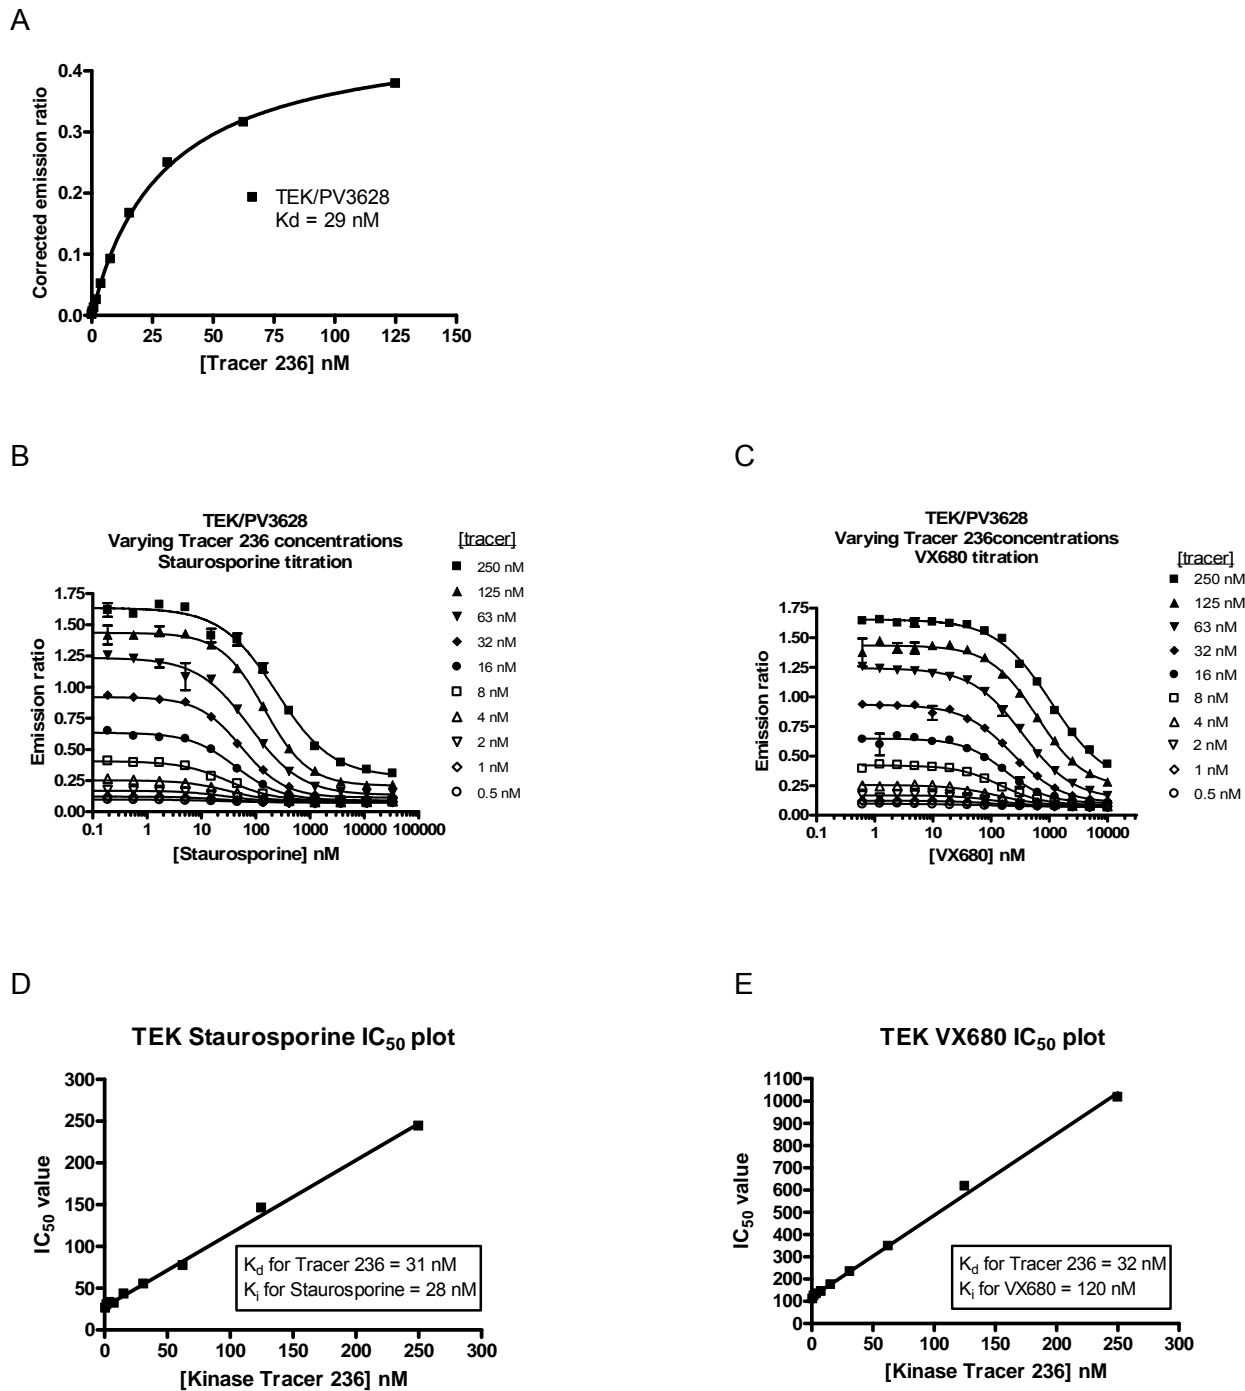 A
0.4
0.3
0.2
0.1
0.0
Corrected emission ratio
TEK/PV3628
Kd = 29 nM
0 25 50 75 100 125 150
[Tracer 236] nM
B
TEK/PV3628
Varying Tracer 236 concentrations
Staurosporine titration
1.75
1.50
1.25
1.00
0.75
0.50
0.25
0.00
Emission ratio
0.1 1 10 100 1000 10000 100000
[Staurosporine] nM
[tracer]
250 nM
125 nM
63 nM
32 nM
16 nM
8 nM
4 nM
2 nM
1 nM
0.5 nM
C
TEK/PV3628
Varying Tracer 236concentrations
VX680 titration
1.75
1.50
1.25
1.00
0.75
0.50
0.25
0.00
Emission ratio
0.1 1 10 100 1000 10000
[VX680] nM
[tracer]
250 nM
125 nM
63 nM
32 nM
16 nM
8 nM
4 nM
2 nM
1 nM
0.5 nM
D
TEK Staurosporine IC50 plot
300
250
200
150
100
50
0
IC50 value
Kd for Tracer 236 = 31 nM
Ki for Staurosporine = 28 nM
0 50 100 150 200 250 300
[Kinase Tracer 236] nM
E
TEK VX680 IC50 plot
1100
1000
900
800
700
600
500
400
300
200
100
0
IC50 value
Kd for Tracer 236 = 32 nM
Ki for VX680 = 120 nM
0 50 100 150 200 250 300
[Kinase Tracer 236] nM